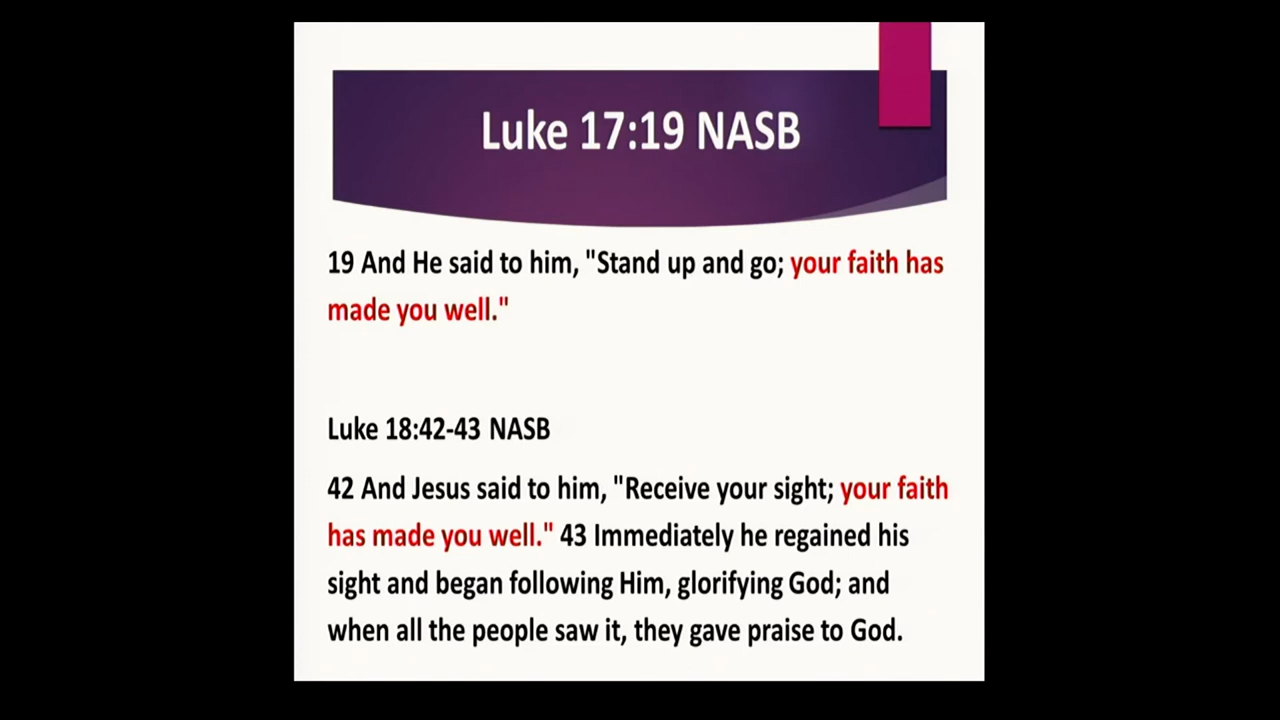 Luke 17:19 NASB
19 And He said to him, "Stand up and go; your faith has
made you well."
Luke 18:42-43 NASB
42 And Jesus said to him, "Receive your sight; your faith
has made you well." 43 Immediately he regained his
sight and began following Him, glorifying God; and
when all the people saw it, they gave praise to God.